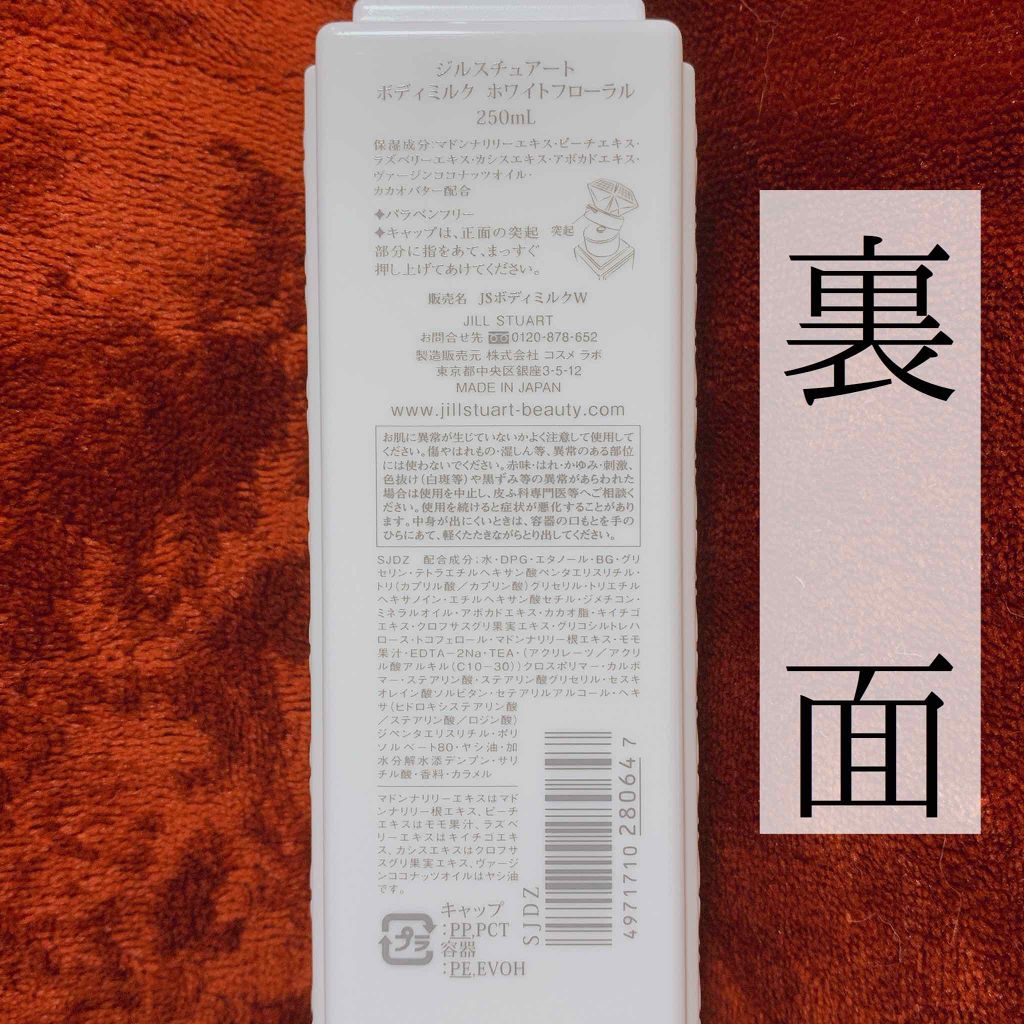 ジルスチュアート
ボディミルク ホワイトフローラル
250mL
保湿成分:マドンナリリーエキス・ピーチエキス・
ラズベリーエキス・カシスエキス・アボカドエキス・
ヴァージンココナッツオイル・
カカオバター配合
✦パラベンフリー
✦キャップは、正面の突起
部分に指をあて、まっすぐ
押し上げてあけてください。
突起
販売名 JSボディミルクW
JILL STUART
お問合せ先 0120-878-652
製造販売元 株式会社 コスメ ラボ
東京都中央区銀座3-5-12
MADE IN JAPAN
www.jillstuart-beauty.com
お肌に異常が生じていないかよく注意して使用して
ください。傷やはれもの・湿しん等、異常のある部位
には使わないでください。赤味・はれ・かゆみ・刺激、
色抜け(白斑等)や黒ずみ等の異常があらわれた
場合は使用を中止し、皮ふ科専門医等へご相談く
ださい。使用を続けると症状が悪化することがあり
ます。中身が出にくいときは、容器の口もとを手の
ひらにあて、軽くたたきながらとり出してください。
SJDZ 配合成分:水・DPG・エタノール・BG・グリ
セリン・テトラエチルヘキサン酸ペンタエリスリチル・
トリ(カプリル酸/カプリン酸)グリセリル・トリエチル
ヘキサノイン・エチルヘキサン酸セチル・ジメチコン・
ミネラルオイル・アボカドエキス・カカオ脂・キイチゴ
エキス・クロフサスグリ果実エキス・グリコシルトレハ
ロース・トコフェロール・マドンナリリー根エキス・モモ
果汁・EDTA-2Na・TEA・(アクリレーツ/アクリ
ル酸アルキル(C10-30))クロスポリマー・カルボ
マー・ステアリン酸・ステアリン酸グリセリル・セスキ
オレイン酸ソルビタン・セテアリルアルコール・ヘキ
サ(ヒドロキシステアリン酸
/ステアリン酸/ロジン酸)
ジペンタエリスリチル・ポリ
ソルベート80・ヤシ油・加
水分解水添デンプン・サリ
チル酸・香料・カラメル
マドンナリリーエキスはマド
ンナリリー根エキス、ピーチ
エキスはモモ果汁、ラズベ
リーエキスはキイチゴエキ
ス、カシスエキスはクロフサ
スグリ果実エキス、ヴァージ
ンココナッツオイルはヤシ油
です。
プラ
キャップ
:PP,PCT
容器
:PE,EVOH
SJDZ
4971710 280647
裏面